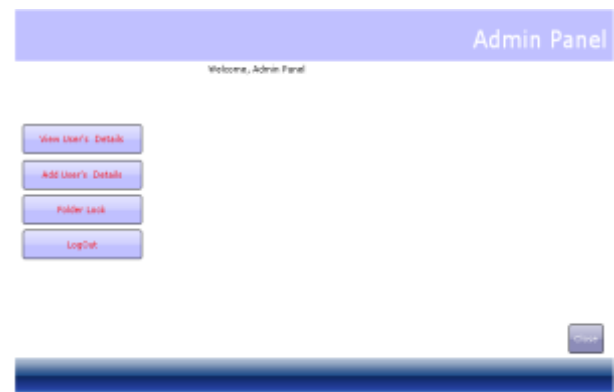 Admin Panel
Welcome, Admin Panel
View User's Details
Add User's Details
Folder Lock
LogOut
Close